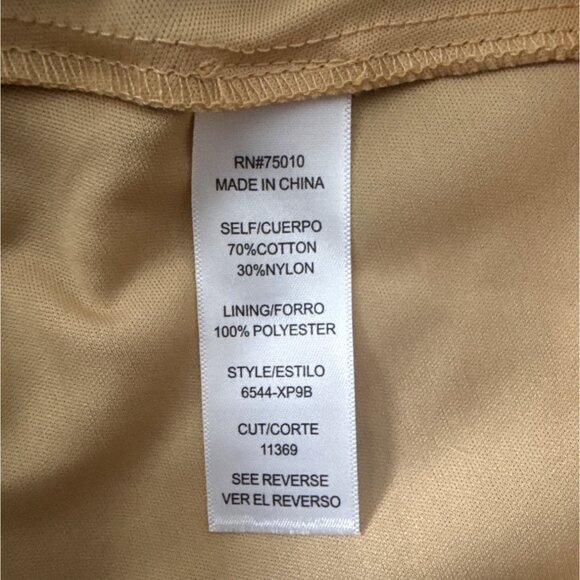 RN#75010
MADE IN CHINA
SELF/CUERPO
70%COTTON
30%NYLON
LINING/FORRO
100% POLYESTER
STYLE/ESTILO
6544-XP9B
CUT/CORTE
11369
SEE REVERSE
VER EL REVERSO